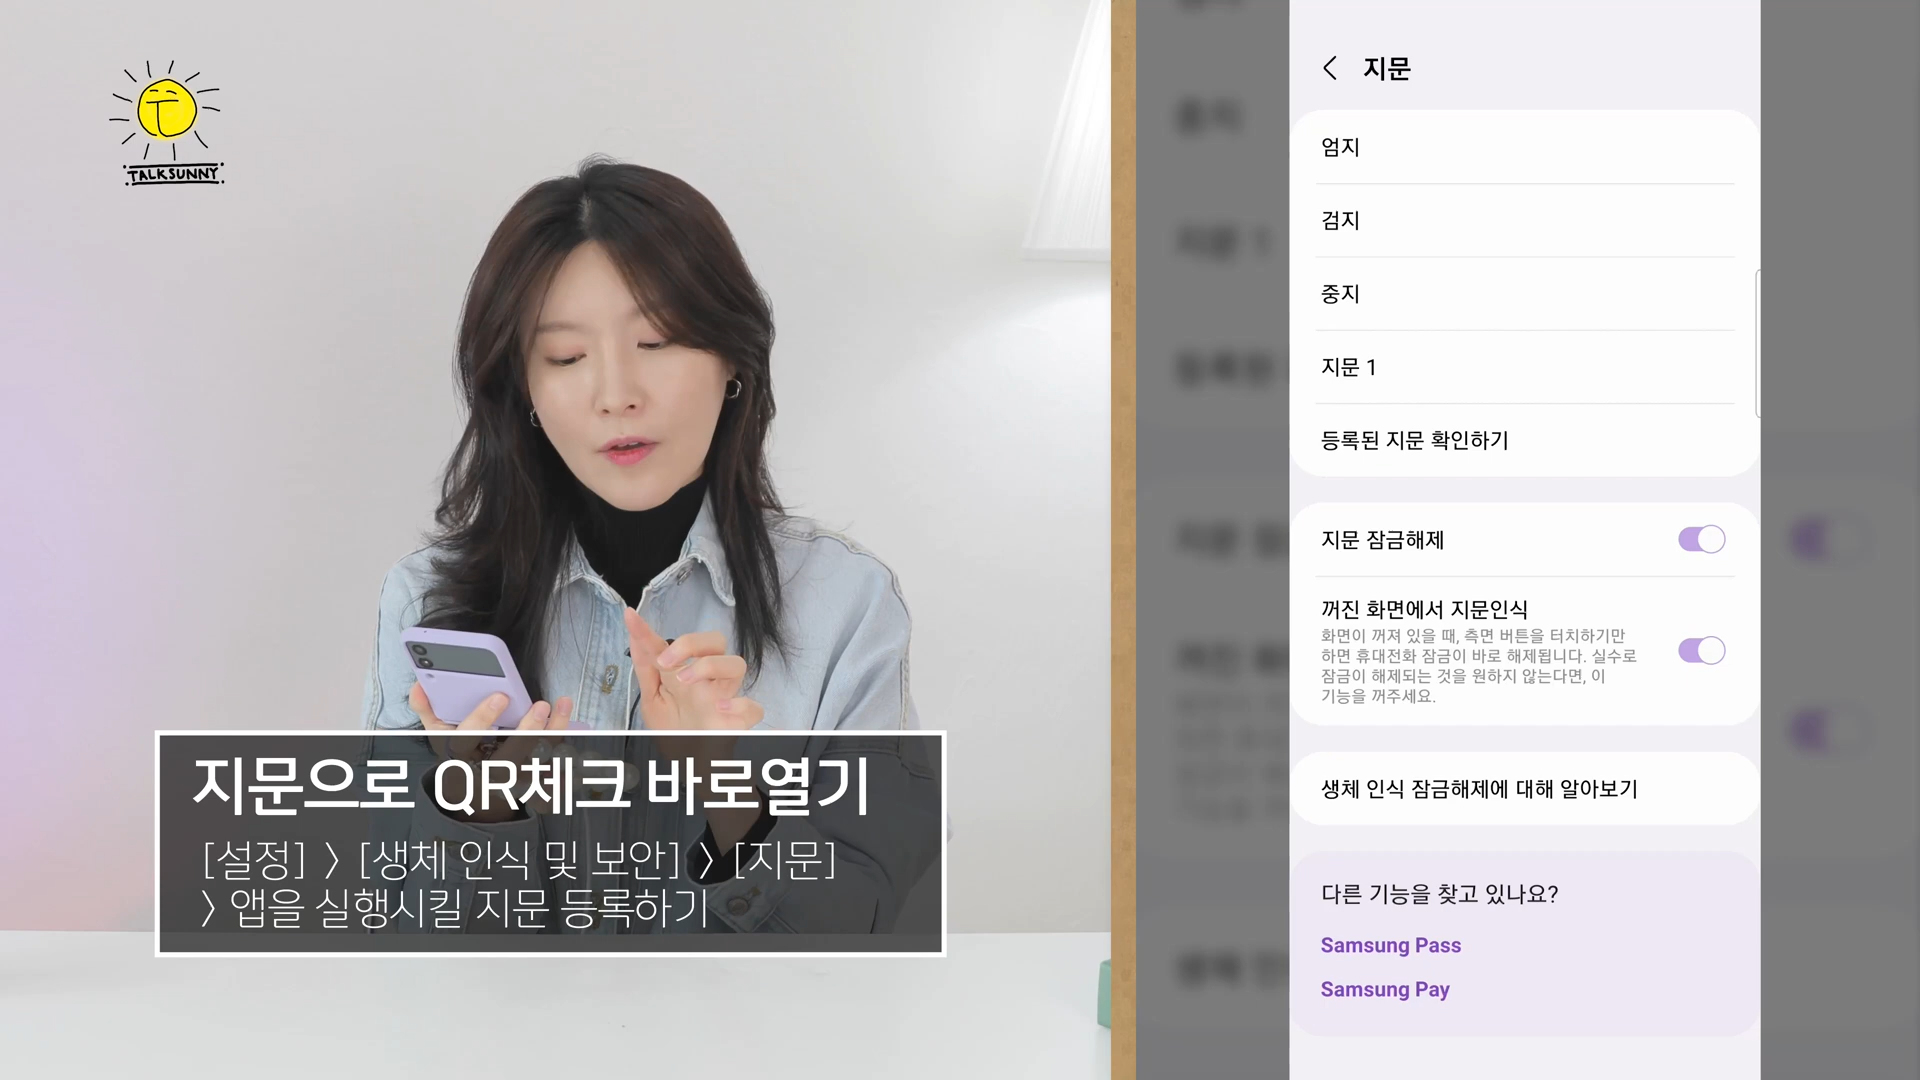 TALKSUNNY
지문으로 QR체크 바로열기
[설정] > [생체 인식 및 보안] > [지문]
> 앱을 실행시킬 지문 등록하기
지문
엄지
검지
중지
지문 1
등록된 지문 확인하기
지문 잠금해제
꺼진 화면에서 지문인식
화면이 꺼져 있을 때, 측면 버튼을 터치하기만
하면 휴대전화 잠금이 바로 해제됩니다. 실수로
잠금이 해제되는 것을 원하지 않는다면, 이
기능을 꺼주세요.
생체 인식 잠금해제에 대해 알아보기
다른 기능을 찾고 있나요?
Samsung Pass
Samsung Pay